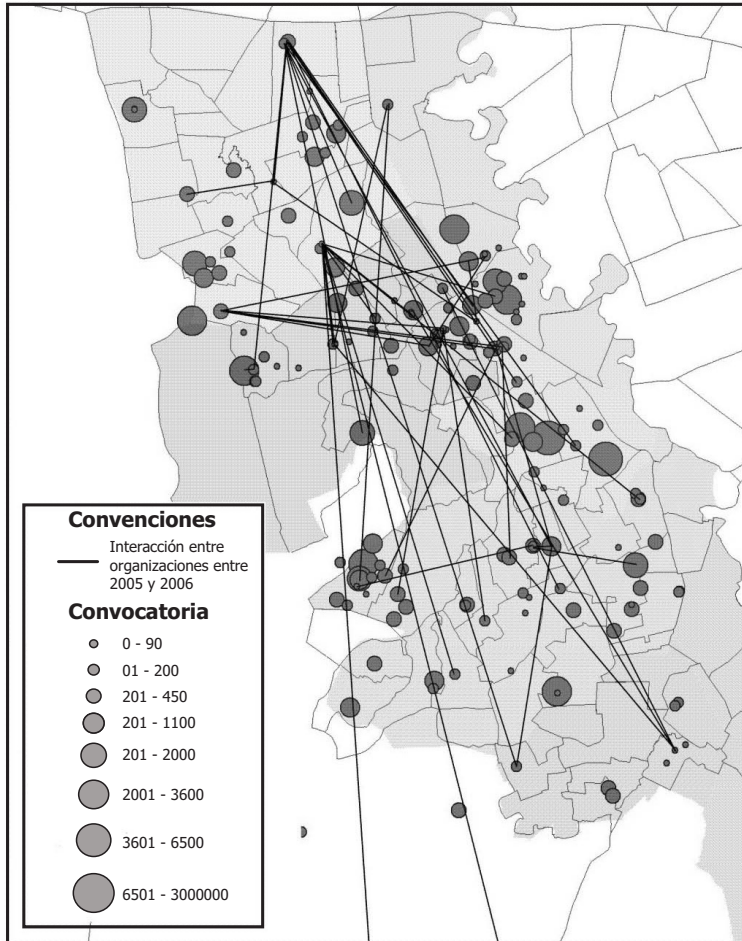 Convenciones
Interacción entre
organizaciones entre
2005 y 2006
Convocatoria
0 - 90
01 - 200
201 - 450
201 - 1100
201 - 2000
2001 - 3600
3601 - 6500
6501 - 3000000